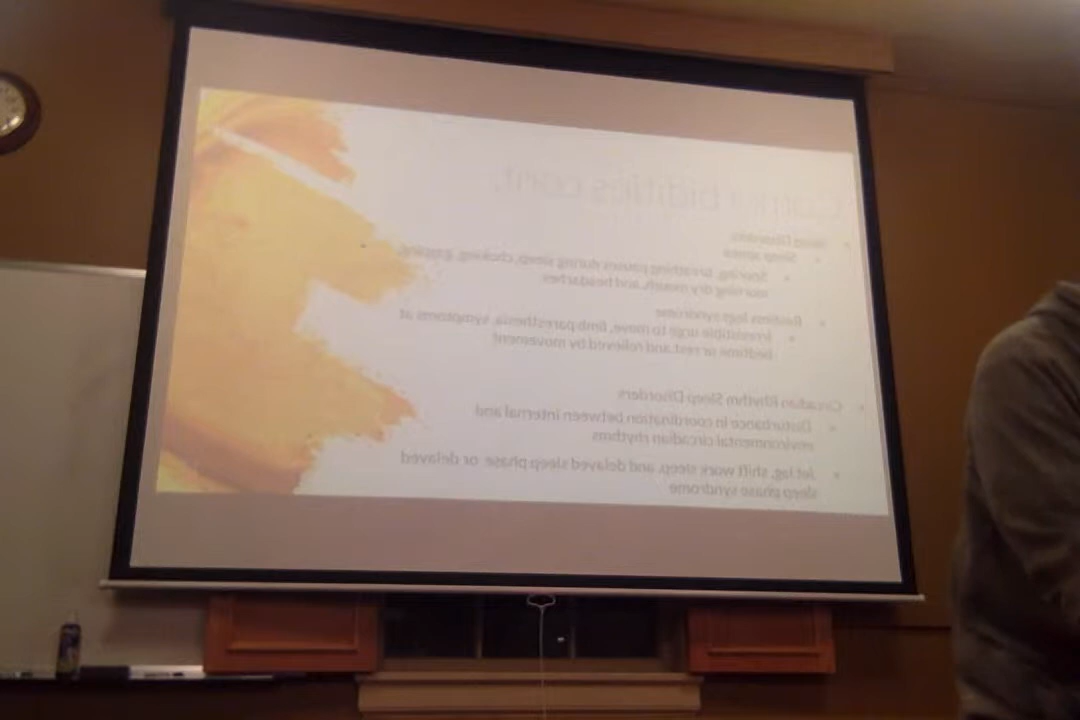 Comorbidities cont.
Sleep Disorders
Sleep apnea
Snoring, breathing pauses during sleep, choking, gasping,
morning dry mouth, and headaches
Restless legs syndrome
Irresistible urge to move, limb paresthesia, symptoms at
bedtime or rest and relieved by movement
Circadian Rhythm Sleep Disorders
Disturbance in coordination between internal and
environmental circadian rhythms
Jet lag, shift work sleep, and delayed sleep phase or delayed
sleep phase syndrome